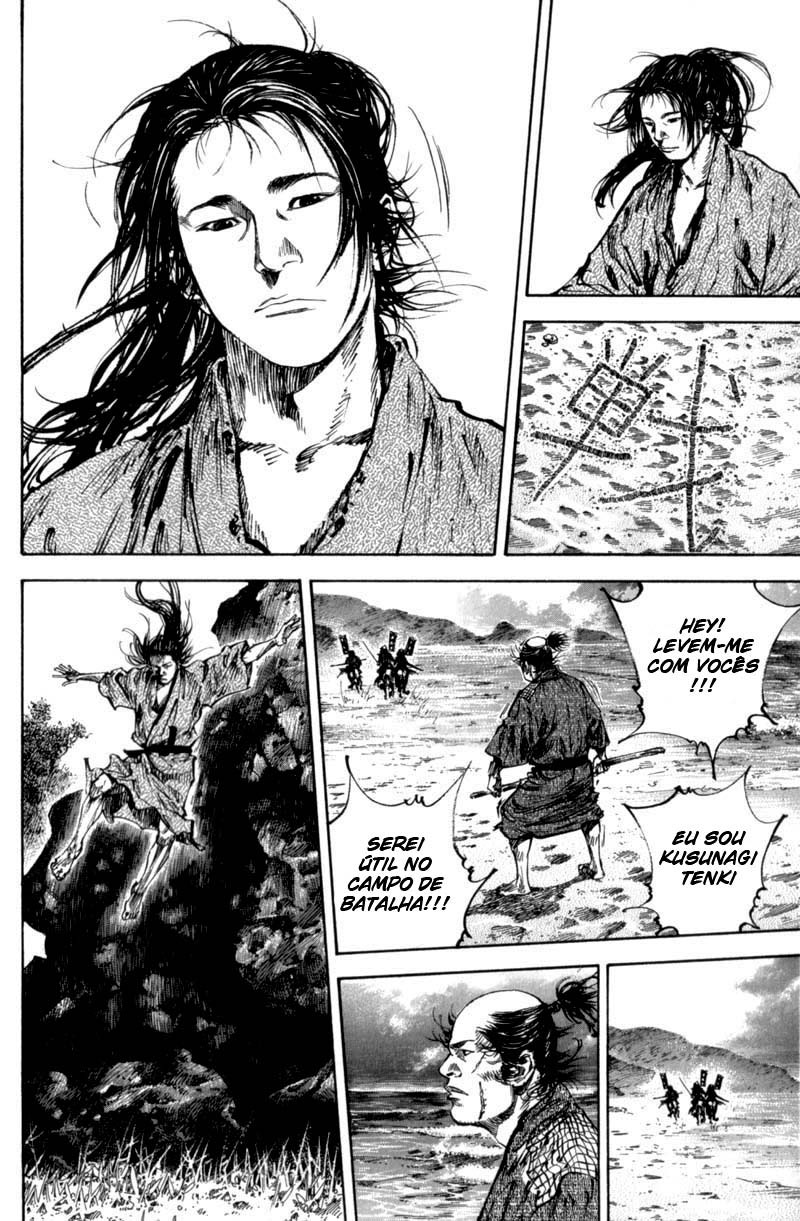 HEY!
LEVEM-ME
COM VOCÊS
!!!
EU SOU
KUSUNAGI
TENKI
SEREI
ÚTIL NO
CAMPO DE
BATALHA!!!